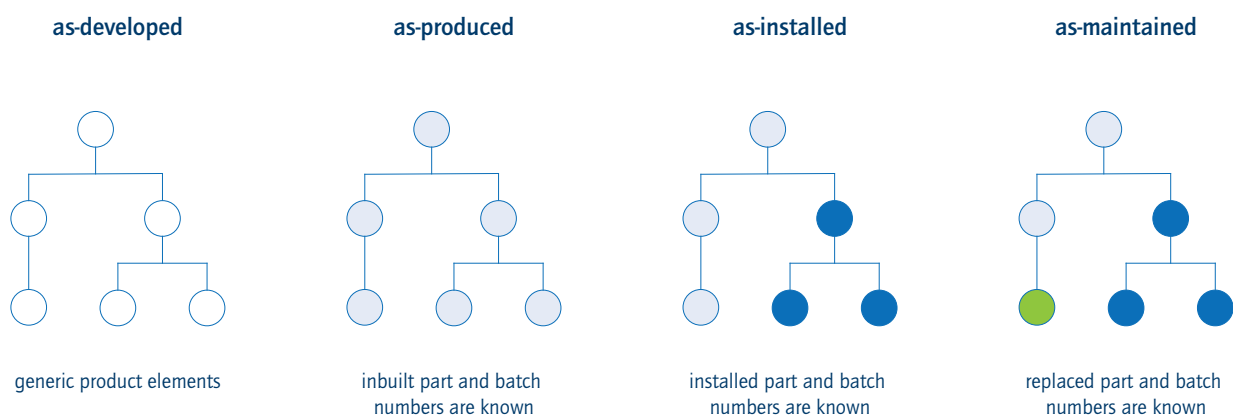 as-developed
as-produced
as-installed
as-maintained
generic product elements
inbuilt part and batch
numbers are known
installed part and batch
numbers are known
replaced part and batch
numbers are known